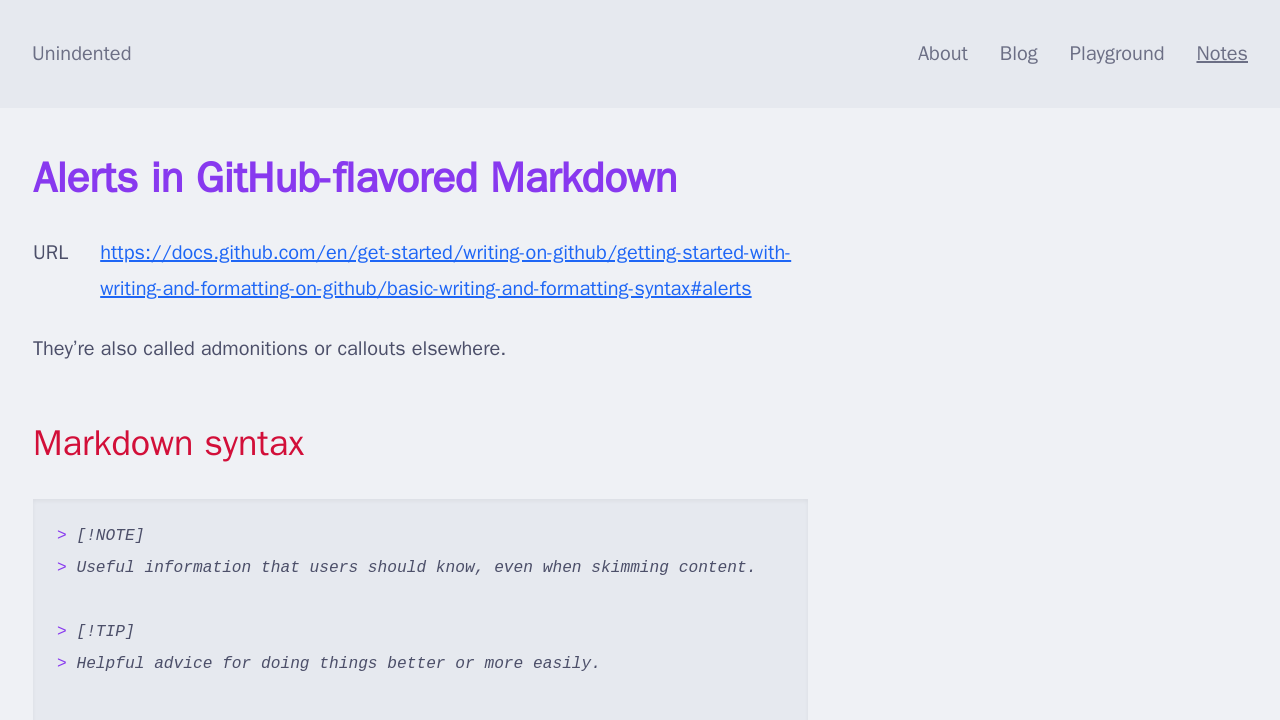 Unindented
About Blog Playground Notes
Alerts in GitHub-flavored Markdown
URL https://docs.github.com/en/get-started/writing-on-github/getting-started-with-
writing-and-formatting-on-github/basic-writing-and-formatting-syntax#alerts
They’re also called admonitions or callouts elsewhere.
Markdown syntax
> [!NOTE]
> Useful information that users should know, even when skimming content.
> [!TIP]
> Helpful advice for doing things better or more easily.